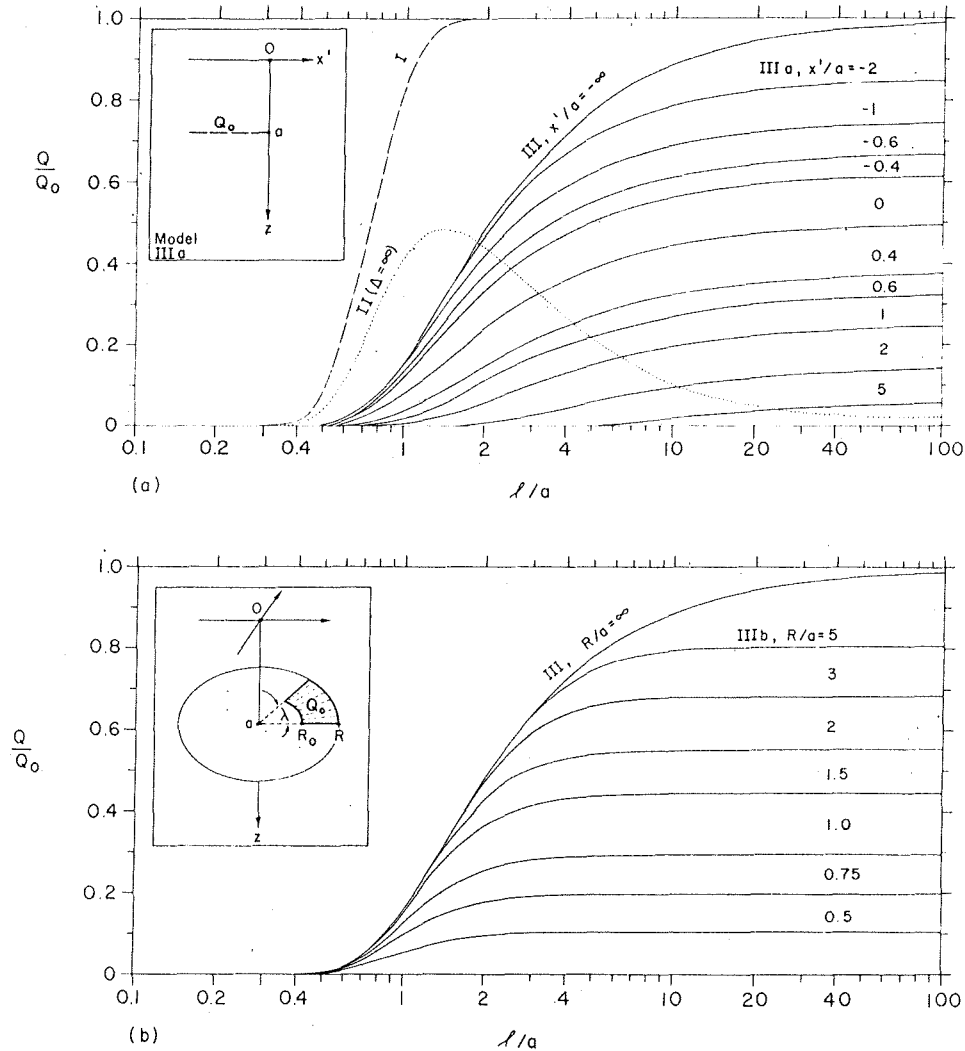 1.0
0.8
0.6
0.4
0.2
0
Q
Q₀
O
x'
Q₀
a
z
Model
IIIa
I
II (Δ=∞)
III, x'/a = -∞
IIIa, x'/a = -2
-1
-0.6
-0.4
0
0.4
0.6
1
2
5
0.1
0.2
0.4
1
2
4
10
20
40
100
(a)
ℓ/a
1.0
0.8
0.6
0.4
0.2
0
Q
Q₀
O
a
λ
Q₀
R₀
R
z
III, R/a = ∞
IIIb, R/a = 5
3
2
1.5
1.0
0.75
0.5
0.1
0.2
0.4
1
2
4
10
20
40
100
(b)
ℓ/a